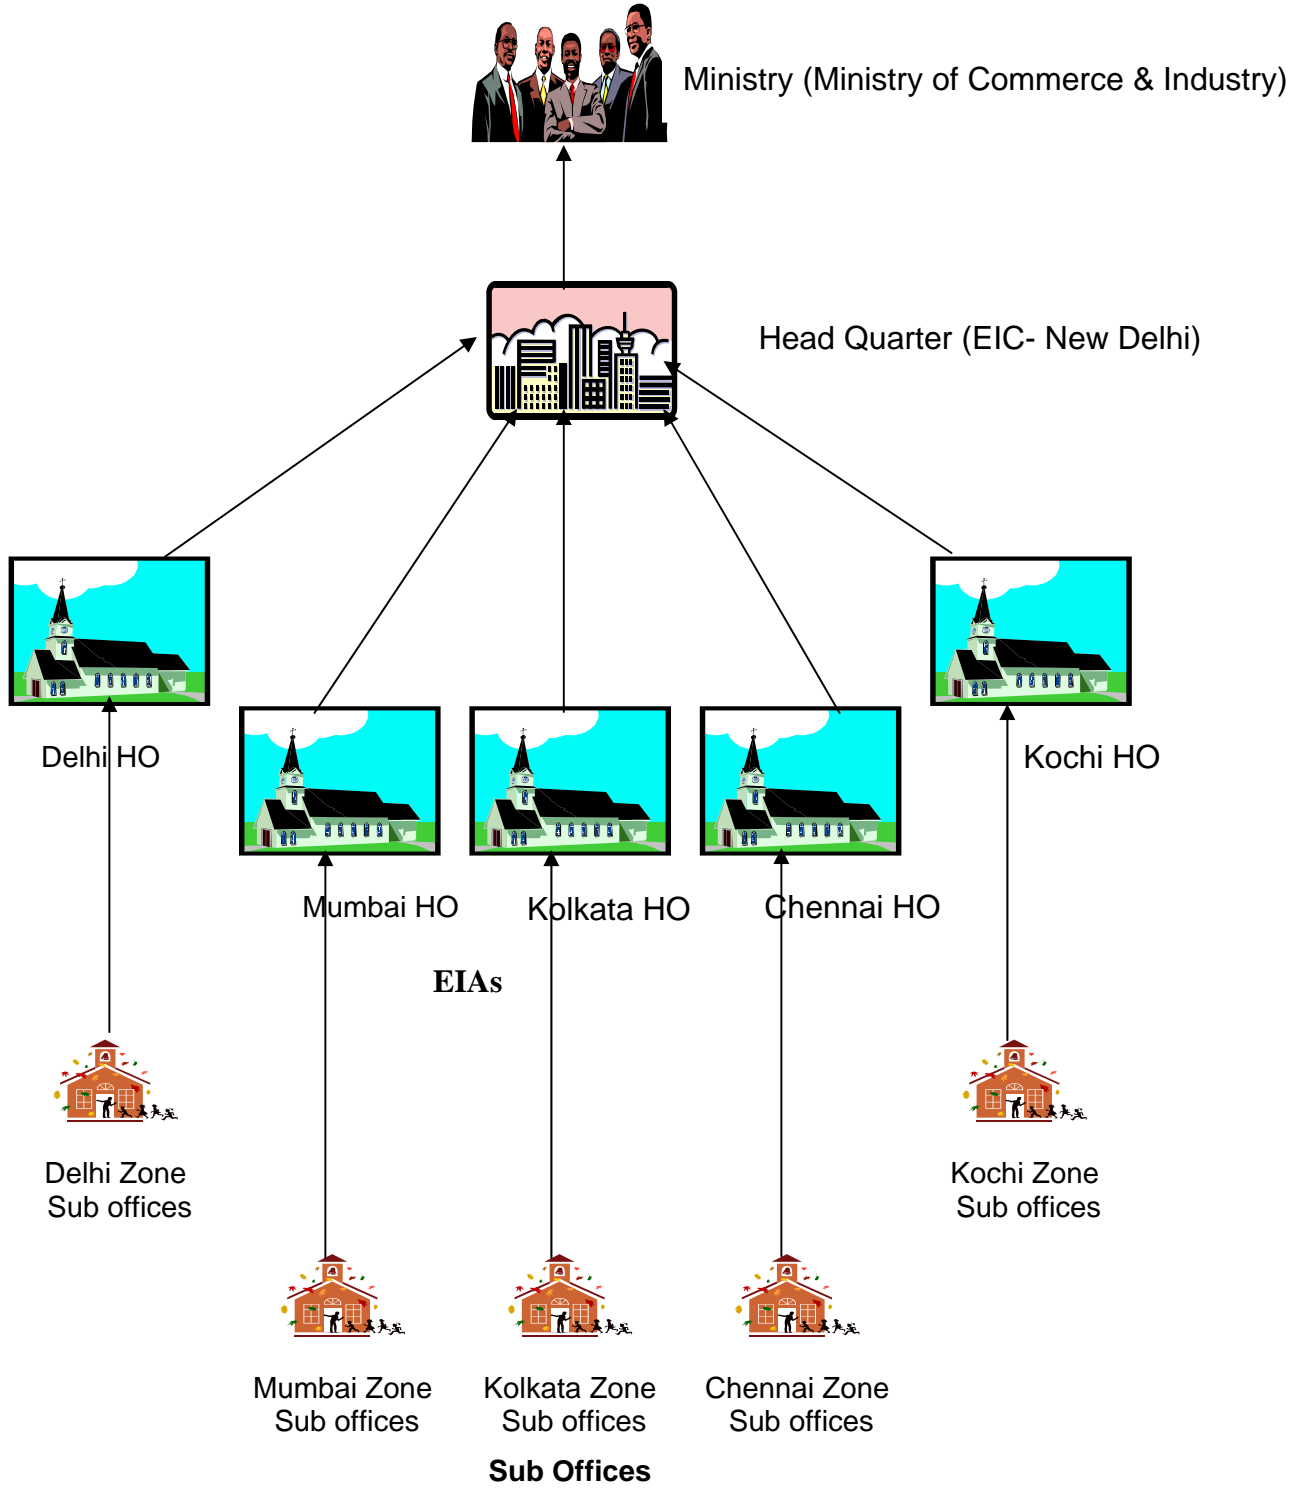 Ministry (Ministry of Commerce & Industry)
Head Quarter (EIC- New Delhi)
Delhi HO
Kochi HO
Mumbai HO
Kolkata HO
Chennai HO
EIAs
Delhi Zone
Sub offices
Kochi Zone
Sub offices
Mumbai Zone
Sub offices
Kolkata Zone
Sub offices
Chennai Zone
Sub offices
Sub Offices